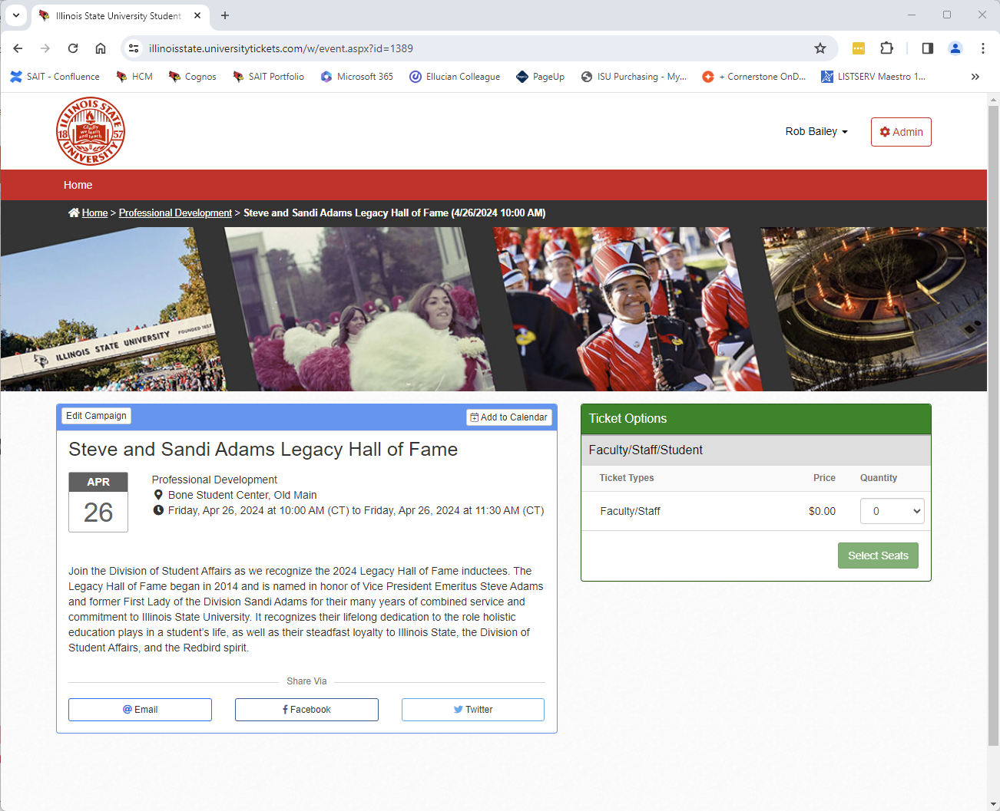 Illinois State University Student
illinoisstate.universitytickets.com/w/event.aspx?id=1389
SAIT - Confluence
HCM
Cognos
SAIT Portfolio
Microsoft 365
Ellucian Colleague
PageUp
ISU Purchasing - My...
+ Cornerstone OnD...
LISTSERV Maestro 1...
ILLINOIS STATE
18 57
Gladly
we learn
and teach
UNIVERSITY
Rob Bailey
Admin
Home
Home > Professional Development > Steve and Sandi Adams Legacy Hall of Fame (4/26/2024 10:00 AM)
ILLINOIS STATE UNIVERSITY FOUNDED 1857
Edit Campaign
Add to Calendar
Steve and Sandi Adams Legacy Hall of Fame
APR
26
Professional Development
Bone Student Center, Old Main
Friday, Apr 26, 2024 at 10:00 AM (CT) to Friday, Apr 26, 2024 at 11:30 AM (CT)
Join the Division of Student Affairs as we recognize the 2024 Legacy Hall of Fame inductees. The
Legacy Hall of Fame began in 2014 and is named in honor of Vice President Emeritus Steve Adams
and former First Lady of the Division Sandi Adams for their many years of combined service and
commitment to Illinois State University. It recognizes their lifelong dedication to the role holistic
education plays in a student's life, as well as their steadfast loyalty to Illinois State, the Division of
Student Affairs, and the Redbird spirit.
Share Via
@ Email
Facebook
Twitter
Ticket Options
Faculty/Staff/Student
Ticket Types Price Quantity
Faculty/Staff $0.00 0
Select Seats